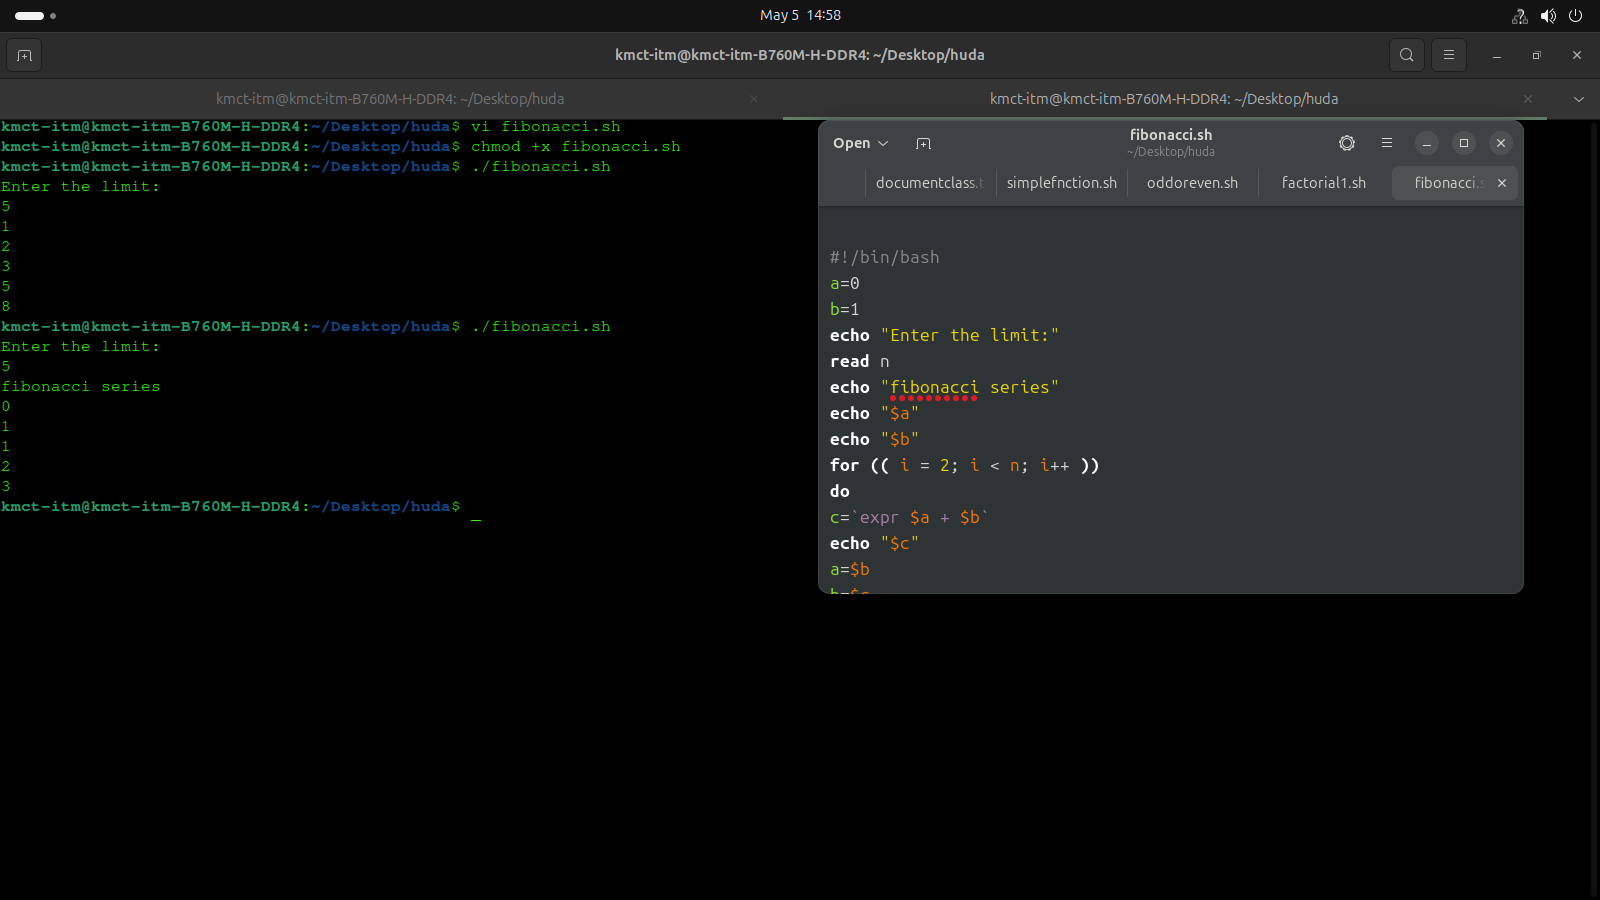 May 5 14:58
kmct-itm@kmct-itm-B760M-H-DDR4: ~/Desktop/huda
kmct-itm@kmct-itm-B760M-H-DDR4: ~/Desktop/huda
kmct-itm@kmct-itm-B760M-H-DDR4: ~/Desktop/huda
kmct-itm@kmct-itm-B760M-H-DDR4:~/Desktop/huda$ vi fibonacci.sh
kmct-itm@kmct-itm-B760M-H-DDR4:~/Desktop/huda$ chmod +x fibonacci.sh
kmct-itm@kmct-itm-B760M-H-DDR4:~/Desktop/huda$ ./fibonacci.sh
Enter the limit:
5
1
2
3
5
8
kmct-itm@kmct-itm-B760M-H-DDR4:~/Desktop/huda$ ./fibonacci.sh
Enter the limit:
5
fibonacci series
0
1
1
2
3
kmct-itm@kmct-itm-B760M-H-DDR4:~/Desktop/huda$
Open
fibonacci.sh
~/Desktop/huda
documentclass.t
simplefnction.sh
oddoreven.sh
factorial1.sh
fibonacci.s
#!/bin/bash
a=0
b=1
echo "Enter the limit:"
read n
echo "fibonacci series"
echo "$a"
echo "$b"
for (( i = 2; i < n; i++ ))
do
c=`expr $a + $b`
echo "$c"
a=$b
b=$c